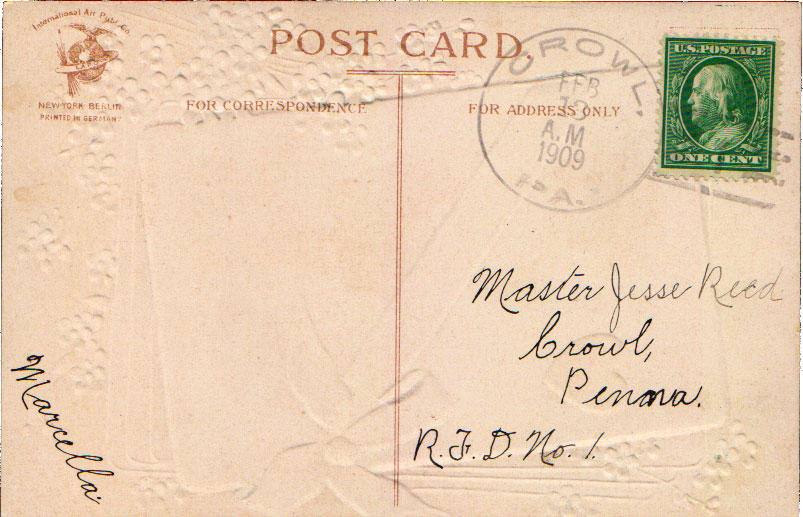 International Art Publ. Co.
NEW YORK BERLIN
PRINTED IN GERMANY
POST CARD.
FOR CORRESPONDENCE
FOR ADDRESS ONLY
CROWL.
FEB
13
A.M
1909
PA.
U.S. POSTAGE
ONE CENT
Master Jesse Reed
Crowl,
Penna.
R.F.D. No. 1.
Marcella.